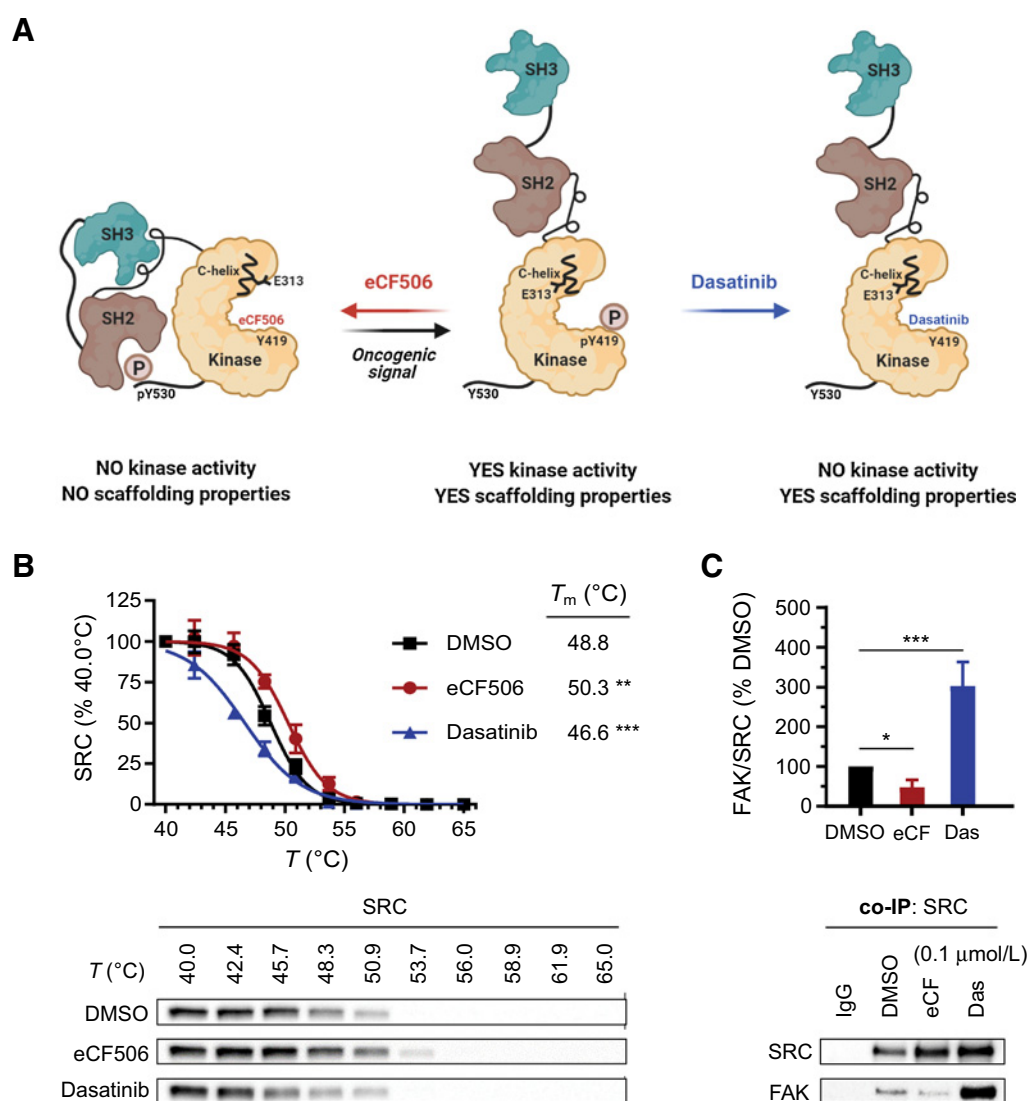 A
SH3
SH2
C-helix
E313
eCF506
Y419
Kinase
P
pY530
eCF506
Oncogenic
signal
SH3
SH2
C-helix
E313
P
pY419
Kinase
Y530
Dasatinib
SH3
SH2
C-helix
E313
Dasatinib
Y419
Kinase
Y530
NO kinase activity
NO scaffolding properties
YES kinase activity
YES scaffolding properties
NO kinase activity
YES scaffolding properties
B
SRC (% 40.0°C)
125
100
75
50
25
0
40 45 50 55 60 65
T (°C)
Tm (°C)
DMSO 48.8
eCF506 50.3 **
Dasatinib 46.6 ***
SRC
T (°C) 40.0 42.4 45.7 48.3 50.9 53.7 56.0 58.9 61.9 65.0
DMSO
eCF506
Dasatinib
C
FAK/SRC (% DMSO)
500
400
300
200
100
0
***
*
DMSO eCF Das
co-IP: SRC
(0.1 μmol/L)
IgG DMSO eCF Das
SRC
FAK